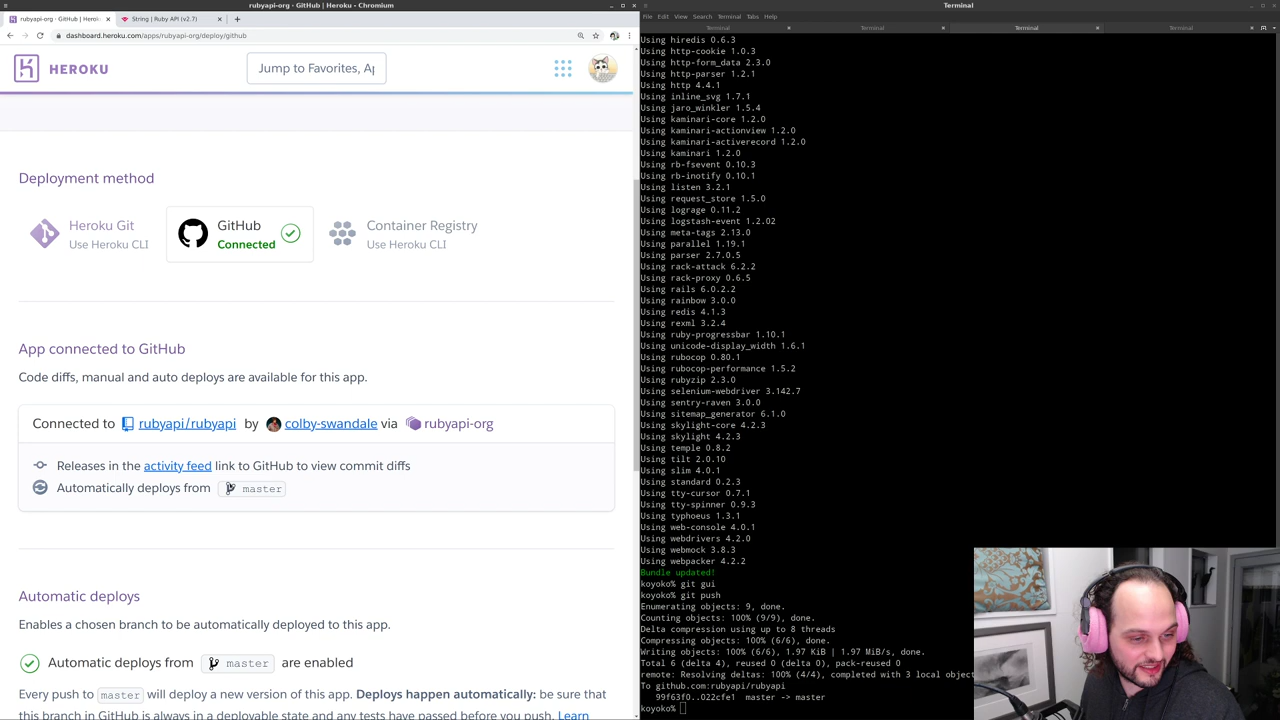 rubyapi-org - GitHub | Heroku - Chromium
rubyapi-org · GitHub | Heroku
String | Ruby API (v2.7)
dashboard.heroku.com/apps/rubyapi-org/deploy/github
HEROKU
Jump to Favorites, Ap
Deployment method
Heroku Git
Use Heroku CLI
GitHub
Connected
Container Registry
Use Heroku CLI
App connected to GitHub
Code diffs, manual and auto deploys are available for this app.
Connected to rubyapi/rubyapi by colby-swandale via rubyapi-org
Releases in the activity feed link to GitHub to view commit diffs
Automatically deploys from master
Automatic deploys
Enables a chosen branch to be automatically deployed to this app.
Automatic deploys from master are enabled
Every push to master will deploy a new version of this app. Deploys happen automatically: be sure that
this branch in GitHub is always in a deployable state and any tests have passed before you push. Learn
Terminal
File Edit View Search Terminal Tabs Help
Terminal
Terminal
Terminal
Terminal
Using hiredis 0.6.3
Using http-cookie 1.0.3
Using http-form_data 2.3.0
Using http-parser 1.2.1
Using http 4.4.1
Using inline_svg 1.7.1
Using jaro_winkler 1.5.4
Using kaminari-core 1.2.0
Using kaminari-actionview 1.2.0
Using kaminari-activerecord 1.2.0
Using kaminari 1.2.0
Using rb-fsevent 0.10.3
Using rb-inotify 0.10.1
Using listen 3.2.1
Using request_store 1.5.0
Using lograge 0.11.2
Using logstash-event 1.2.02
Using meta-tags 2.13.0
Using parallel 1.19.1
Using parser 2.7.0.5
Using rack-attack 6.2.2
Using rack-proxy 0.6.5
Using rails 6.0.2.2
Using rainbow 3.0.0
Using redis 4.1.3
Using rexml 3.2.4
Using ruby-progressbar 1.10.1
Using unicode-display_width 1.6.1
Using rubocop 0.80.1
Using rubocop-performance 1.5.2
Using rubyzip 2.3.0
Using selenium-webdriver 3.142.7
Using sentry-raven 3.0.0
Using sitemap_generator 6.1.0
Using skylight-core 4.2.3
Using skylight 4.2.3
Using temple 0.8.2
Using tilt 2.0.10
Using slim 4.0.1
Using standard 0.2.3
Using tty-cursor 0.7.1
Using tty-spinner 0.9.3
Using typhoeus 1.3.1
Using web-console 4.0.1
Using webdrivers 4.2.0
Using webmock 3.8.3
Using webpacker 4.2.2
Bundle updated!
koyoko% git gui
koyoko% git push
Enumerating objects: 9, done.
Counting objects: 100% (9/9), done.
Delta compression using up to 8 threads
Compressing objects: 100% (6/6), done.
Writing objects: 100% (6/6), 1.97 KiB | 1.97 MiB/s, done.
Total 6 (delta 4), reused 0 (delta 0), pack-reused 0
remote: Resolving deltas: 100% (4/4), completed with 3 local object
To github.com:rubyapi/rubyapi
99f63f0..022cfe1 master -> master
koyoko%